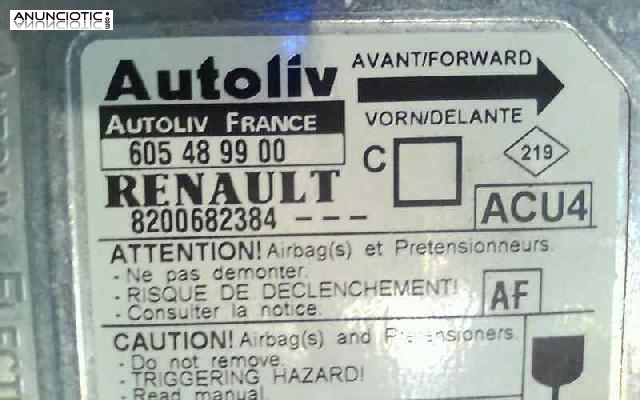 ANUNCIOTIC
Autoliv
AVANT/FORWARD
AUTOLIV FRANCE
VORN/DELANTE
605 48 99 00
C
219
RENAULT
8200682384 ---
ACU4
ATTENTION! Airbag(s) et Pretensionneurs.
- Ne pas demonter.
- RISQUE DE DECLENCHEMENT!
- Consulter la notice.
AF
CAUTION! Airbag(s) and Pretensioners.
- Do not remove.
- TRIGGERING HAZARD!
- Read manual.